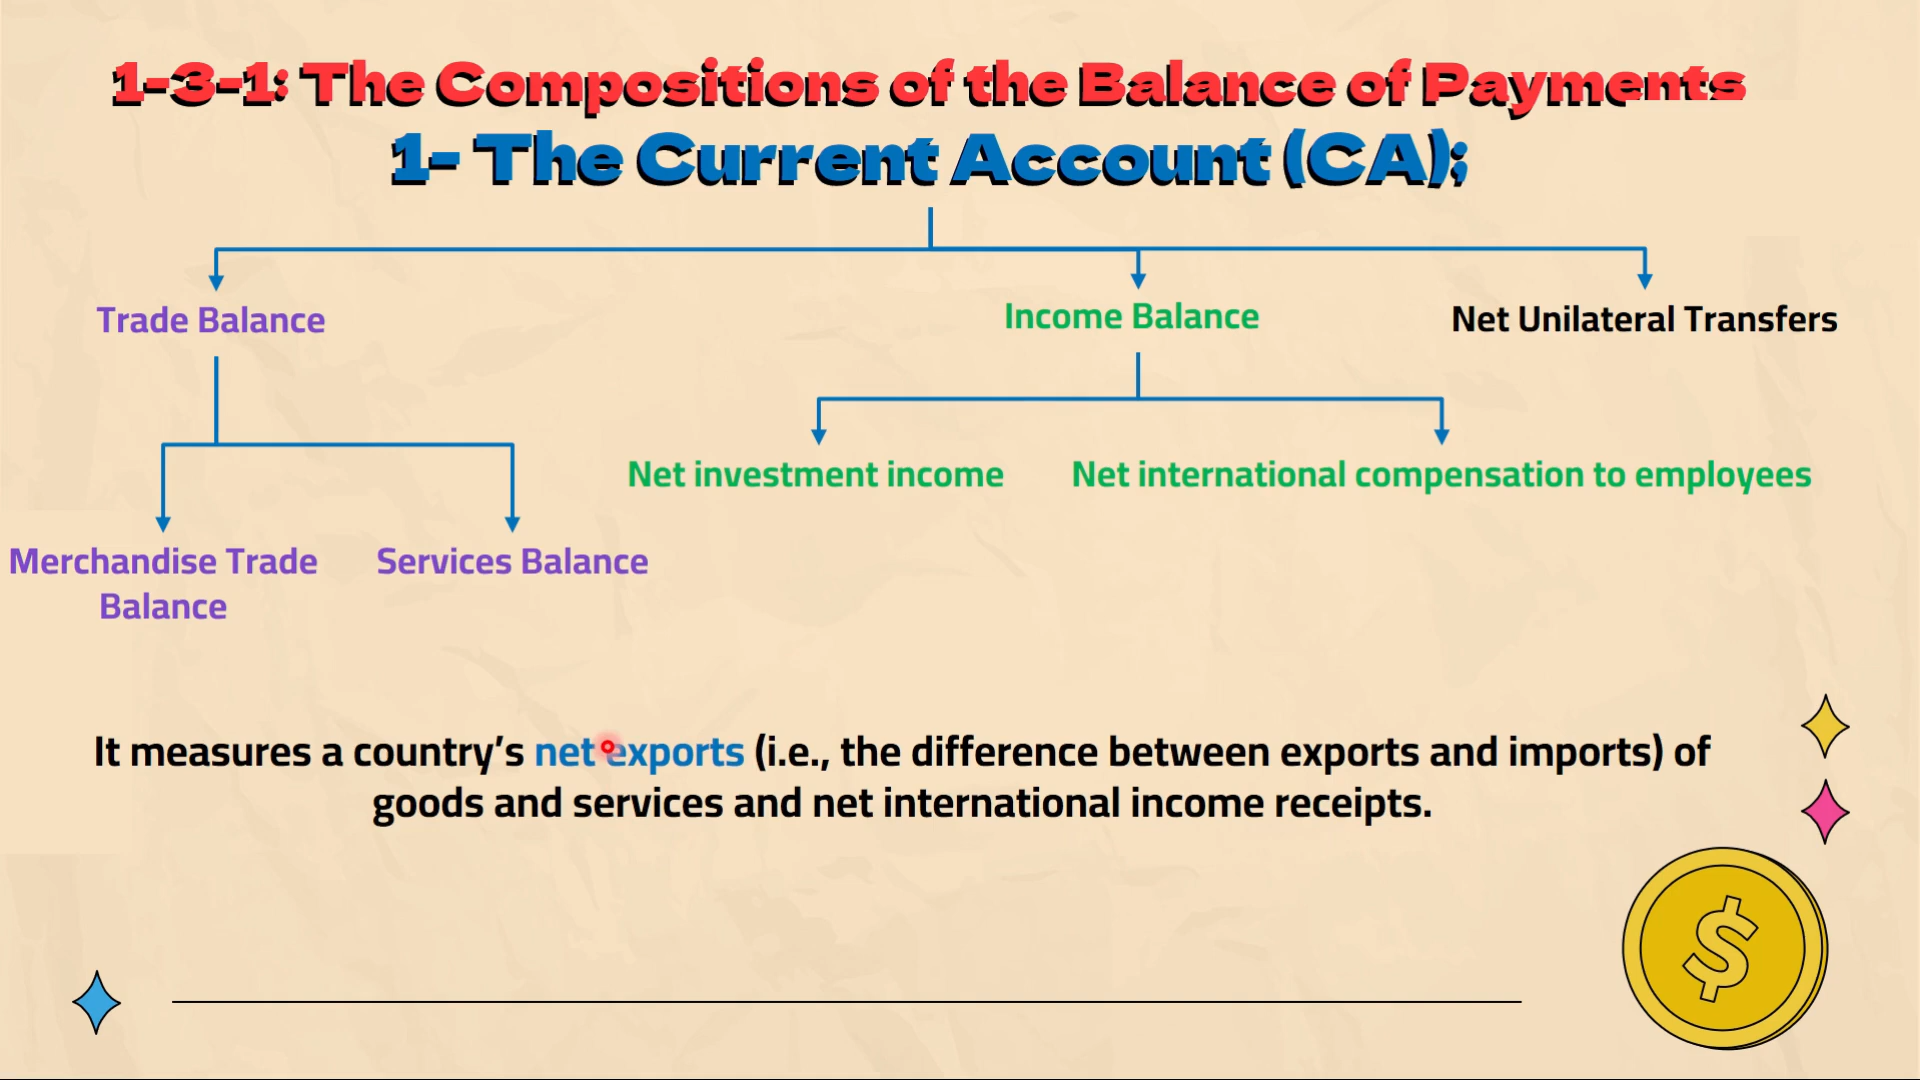 1-3-1: The Compositions of the Balance of Payments
1- The Current Account (CA);
Trade Balance
Income Balance
Net Unilateral Transfers
Net investment income
Net international compensation to employees
Merchandise Trade
Balance
Services Balance
It measures a country’s net exports (i.e., the difference between exports and imports) of
goods and services and net international income receipts.
$